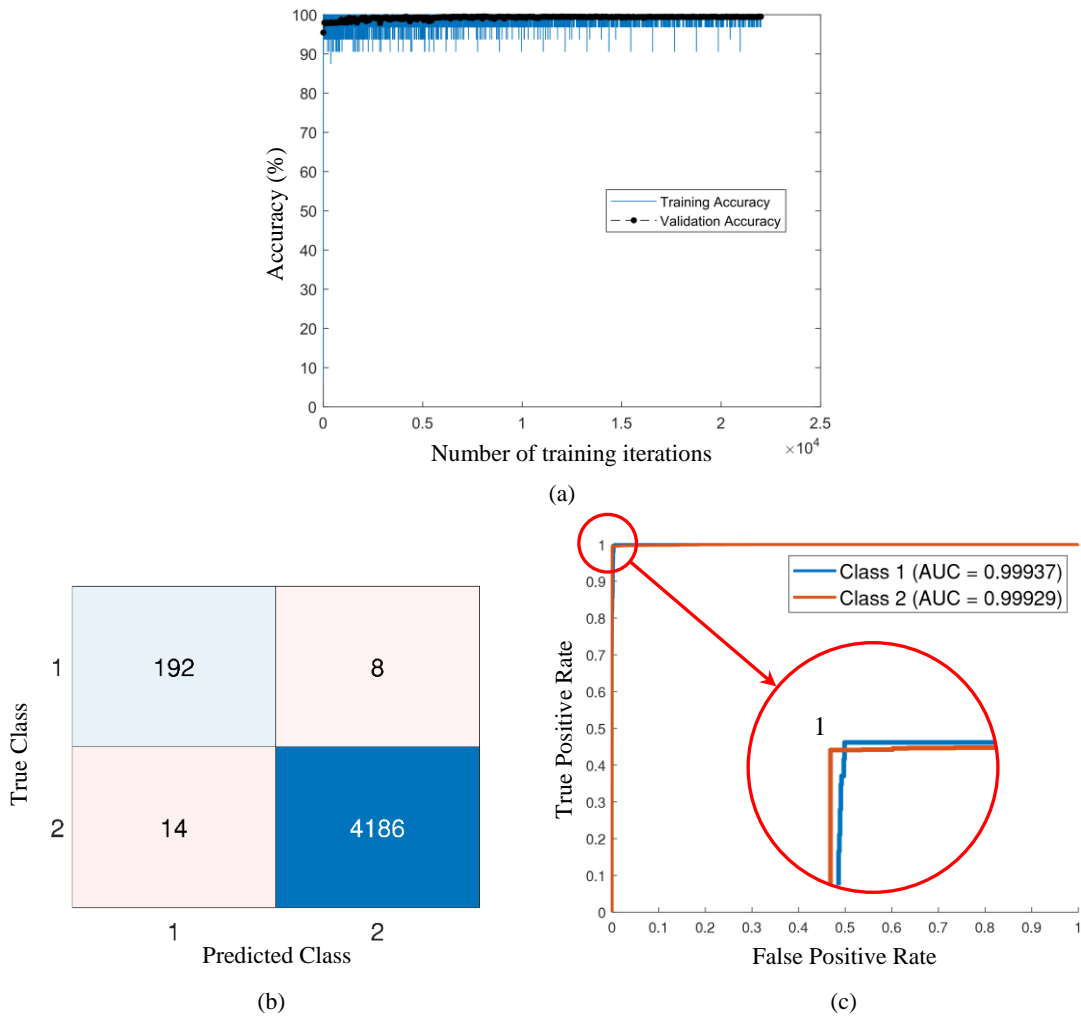 100
90
80
70
60
50
40
30
20
10
0
Accuracy (%)
Training Accuracy
Validation Accuracy
0 0.5 1 1.5 2 2.5
×10⁴
Number of training iterations
(a)
1 192 8
2 14 4186
True Class
1 2
Predicted Class
(b)
1
0.9
0.8
0.7
0.6
0.5
0.4
0.3
0.2
0.1
0
True Positive Rate
Class 1 (AUC = 0.99937)
Class 2 (AUC = 0.99929)
1
0 0.1 0.2 0.3 0.4 0.5 0.6 0.7 0.8 0.9 1
False Positive Rate
(c)